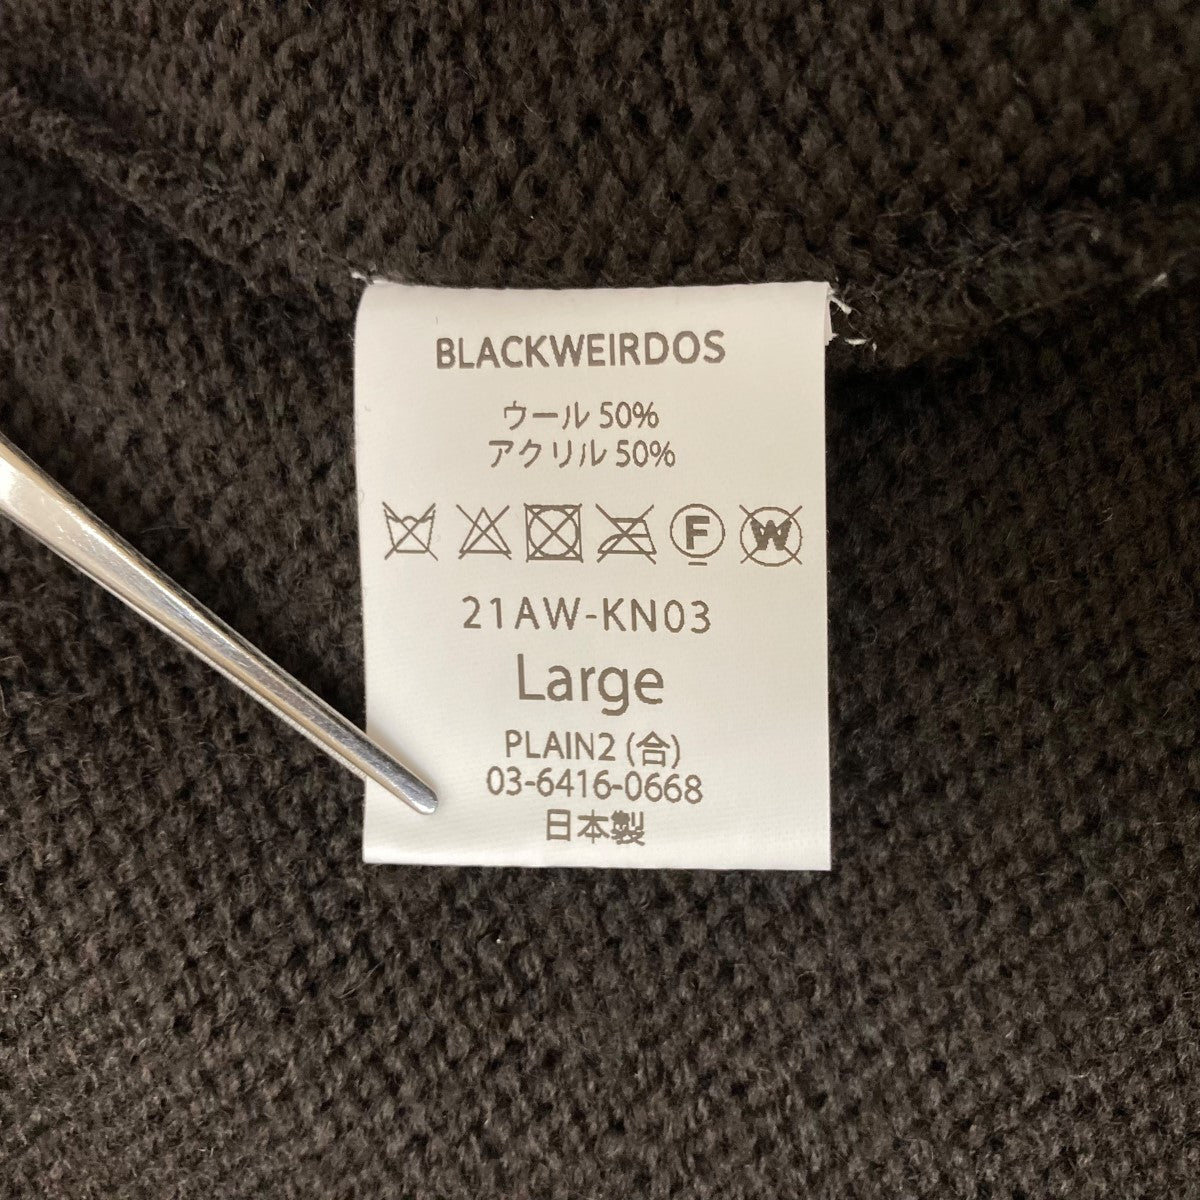 BLACKWEIRDOS
ウール 50%
アクリル 50%
F W
21AW-KN03
Large
PLAIN2 (合)
03-6416-0668
日本製